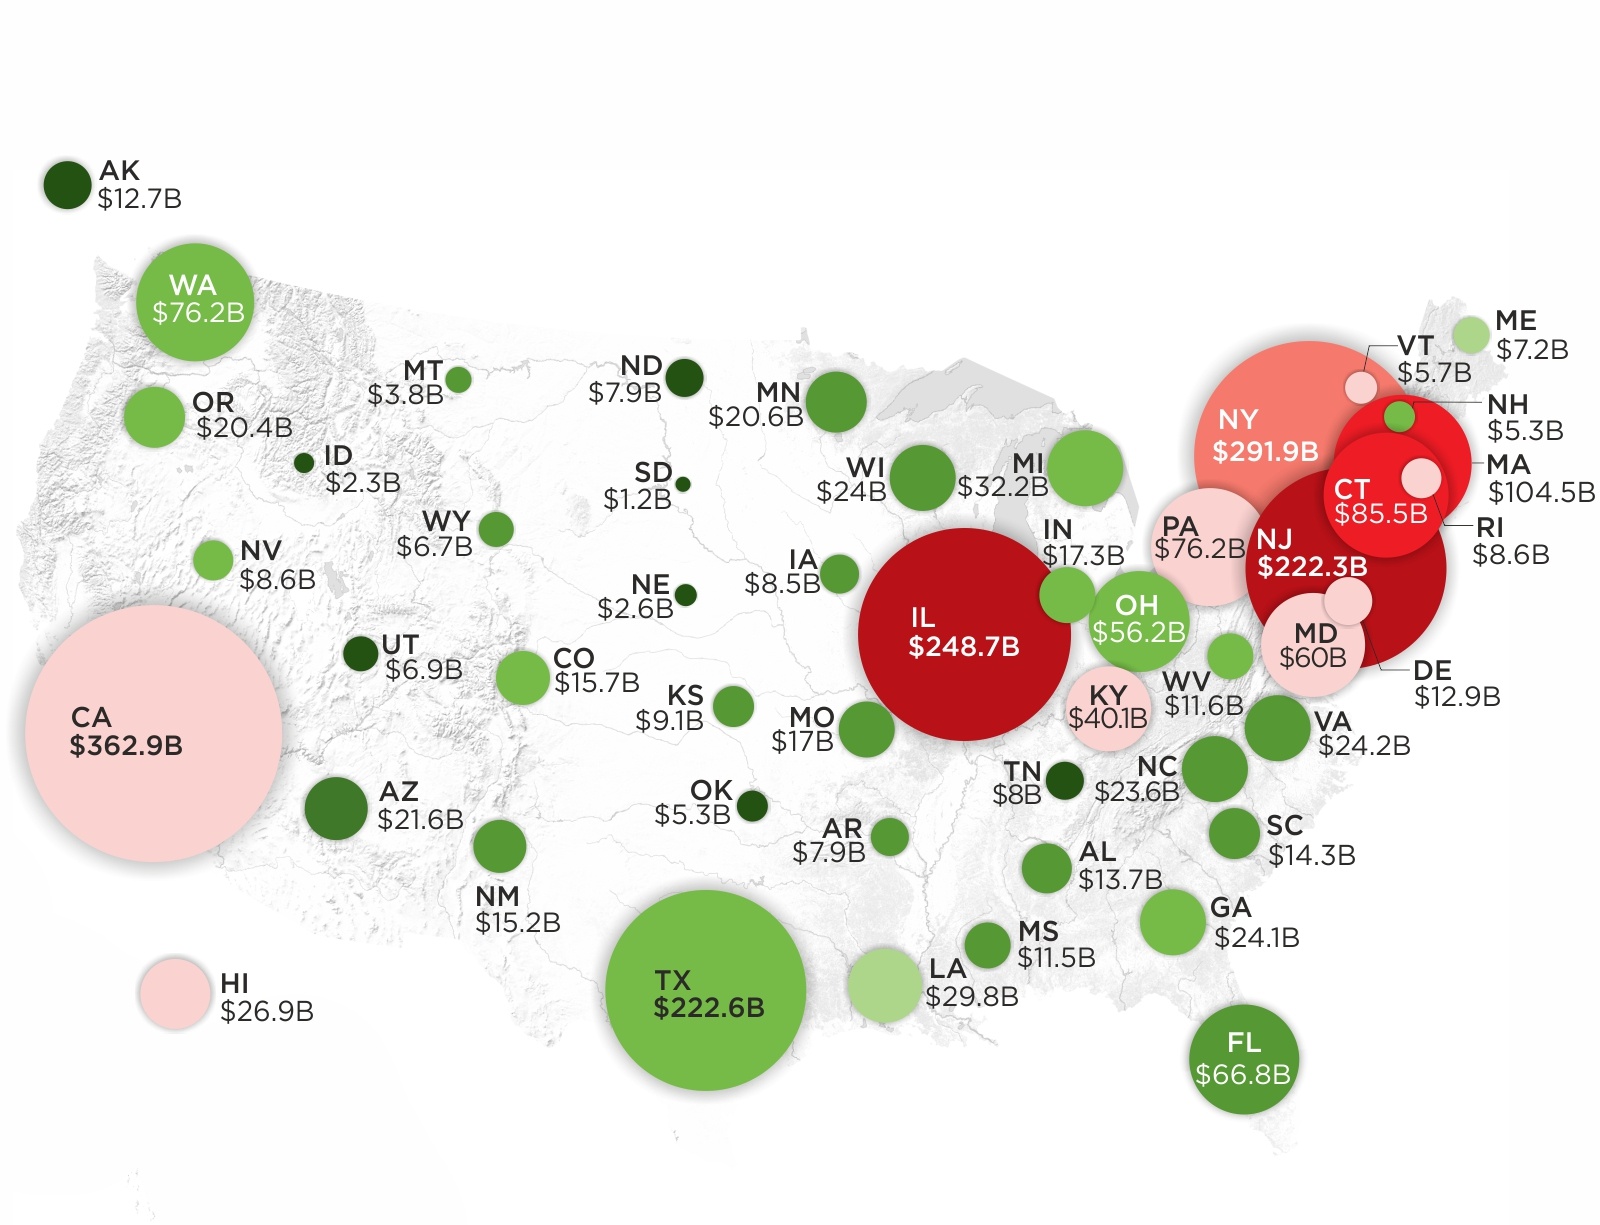 AK
$12.7B
WA
$76.2B
OR
$20.4B
MT
$3.8B
ID
$2.3B
ND
$7.9B
MN
$20.6B
SD
$1.2B
WI
$24B
MI
$32.2B
WY
$6.7B
NV
$8.6B
NE
$2.6B
IA
$8.5B
IN
$17.3B
IL
$248.7B
OH
$56.2B
PA
$76.2B
NY
$291.9B
VT
$5.7B
ME
$7.2B
NH
$5.3B
MA
$104.5B
CT
$85.5B
RI
$8.6B
NJ
$222.3B
MD
$60B
DE
$12.9B
UT
$6.9B
CO
$15.7B
KS
$9.1B
MO
$17B
KY
$40.1B
WV
$11.6B
VA
$24.2B
CA
$362.9B
AZ
$21.6B
NM
$15.2B
OK
$5.3B
AR
$7.9B
TN
$8B
NC
$23.6B
SC
$14.3B
AL
$13.7B
GA
$24.1B
MS
$11.5B
LA
$29.8B
TX
$222.6B
HI
$26.9B
FL
$66.8B